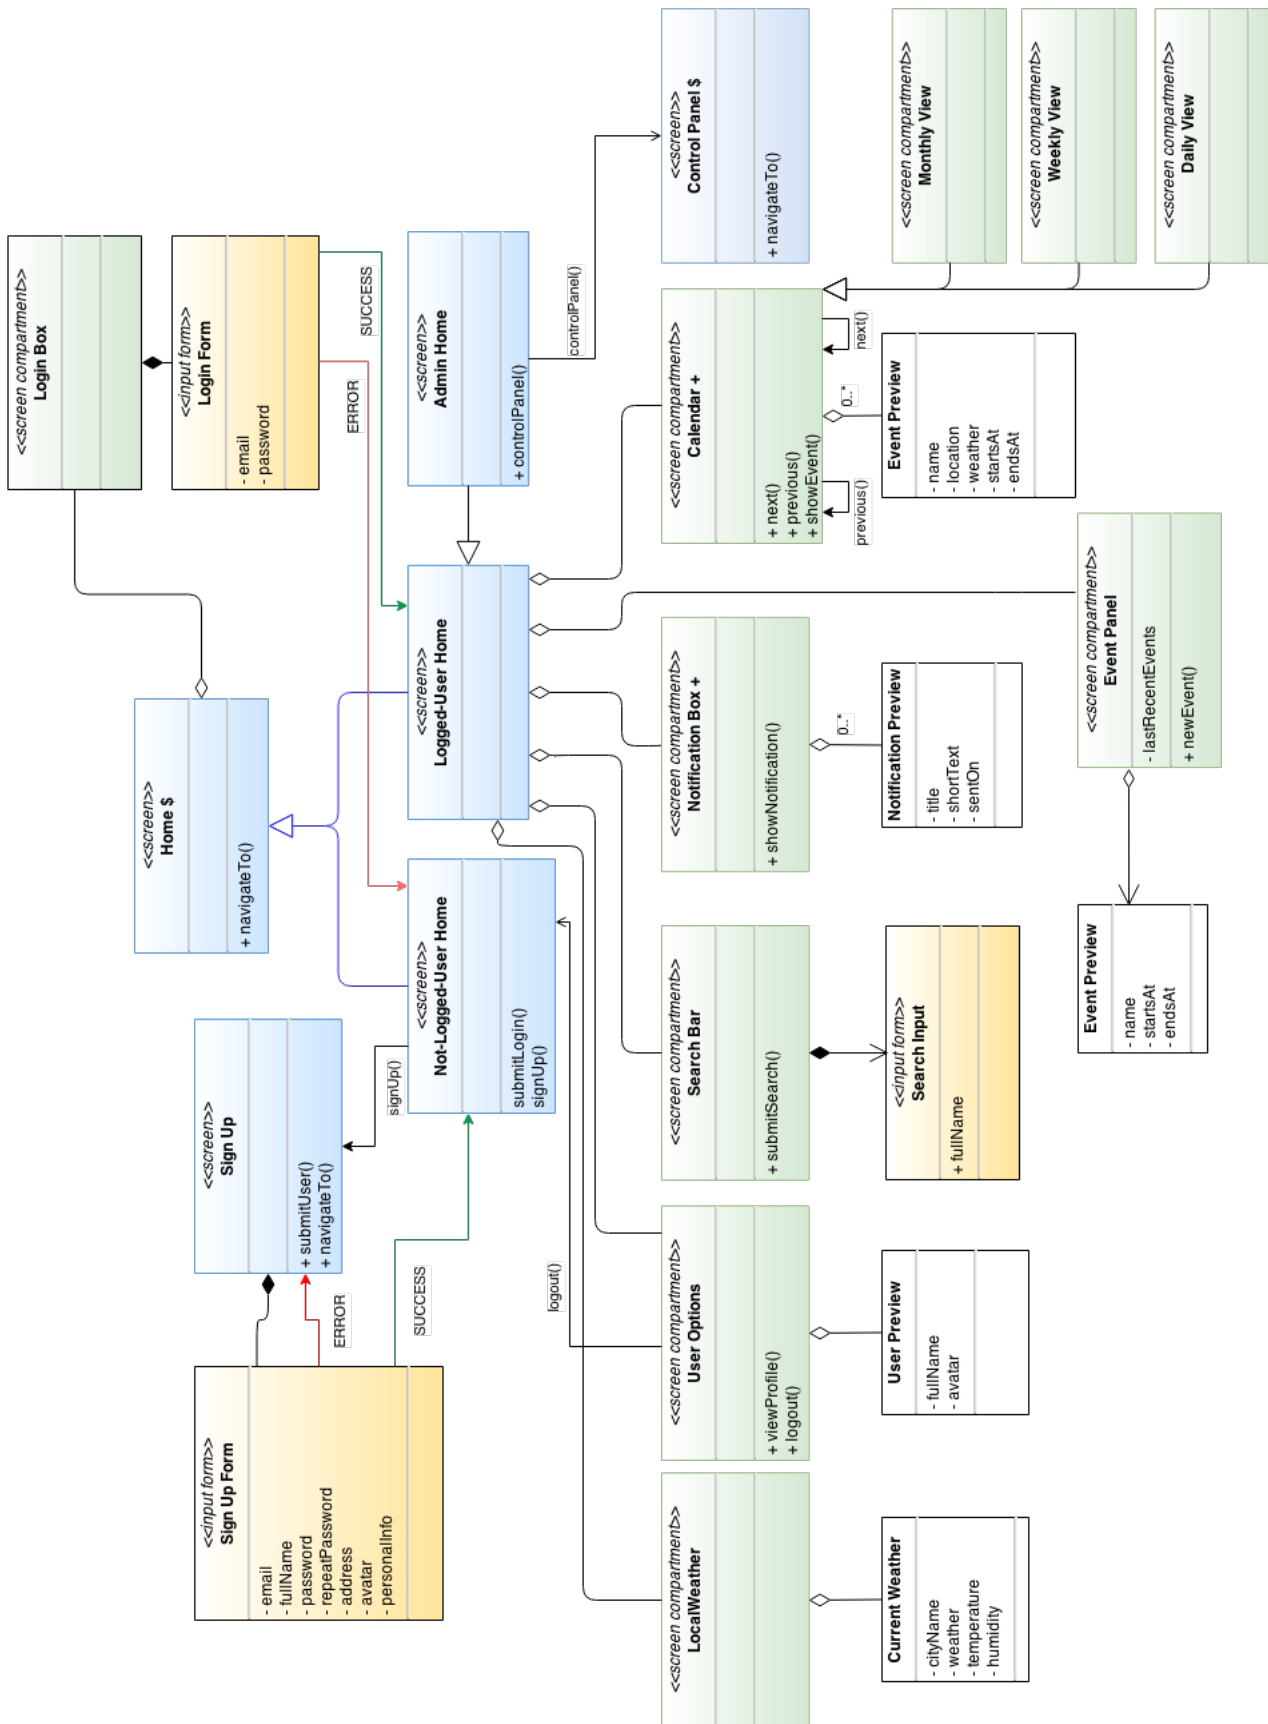 <<input form>>
Sign Up Form
- email
- fullName
- password
- repeatPassword
- address
- avatar
- personalInfo
ERROR
SUCCESS
<<screen>>
Sign Up
+ submitUser()
+ navigateTo()
signUp()
<<screen>>
Home $
+ navigateTo()
<<screen compartment>>
Login Box
<<input form>>
Login Form
- email
- password
ERROR
SUCCESS
<<screen>>
Not-Logged-User Home
submitLogin()
signUp()
<<screen>>
Logged-User Home
<<screen>>
Admin Home
+ controlPanel()
controlPanel()
logout()
<<screen compartment>>
LocalWeather
<<screen compartment>>
User Options
+ viewProfile()
+ logout()
<<screen compartment>>
Search Bar
+ submitSearch()
<<screen compartment>>
Notification Box +
+ showNotification()
<<screen compartment>>
Calendar +
+ next()
+ previous()
+ showEvent()
previous()
next()
<<screen>>
Control Panel $
+ navigateTo()
0..*
0..*
Current Weather
- cityName
- weather
- temperature
- humidity
User Preview
- fullName
- avatar
<<input form>>
Search Input
+ fullName
Notification Preview
- title
- shortText
- sentOn
Event Preview
- name
- location
- weather
- startsAt
- endsAt
<<screen compartment>>
Monthly View
<<screen compartment>>
Weekly View
<<screen compartment>>
Daily View
Event Preview
- name
- startsAt
- endsAt
<<screen compartment>>
Event Panel
- lastRecentEvents
+ newEvent()